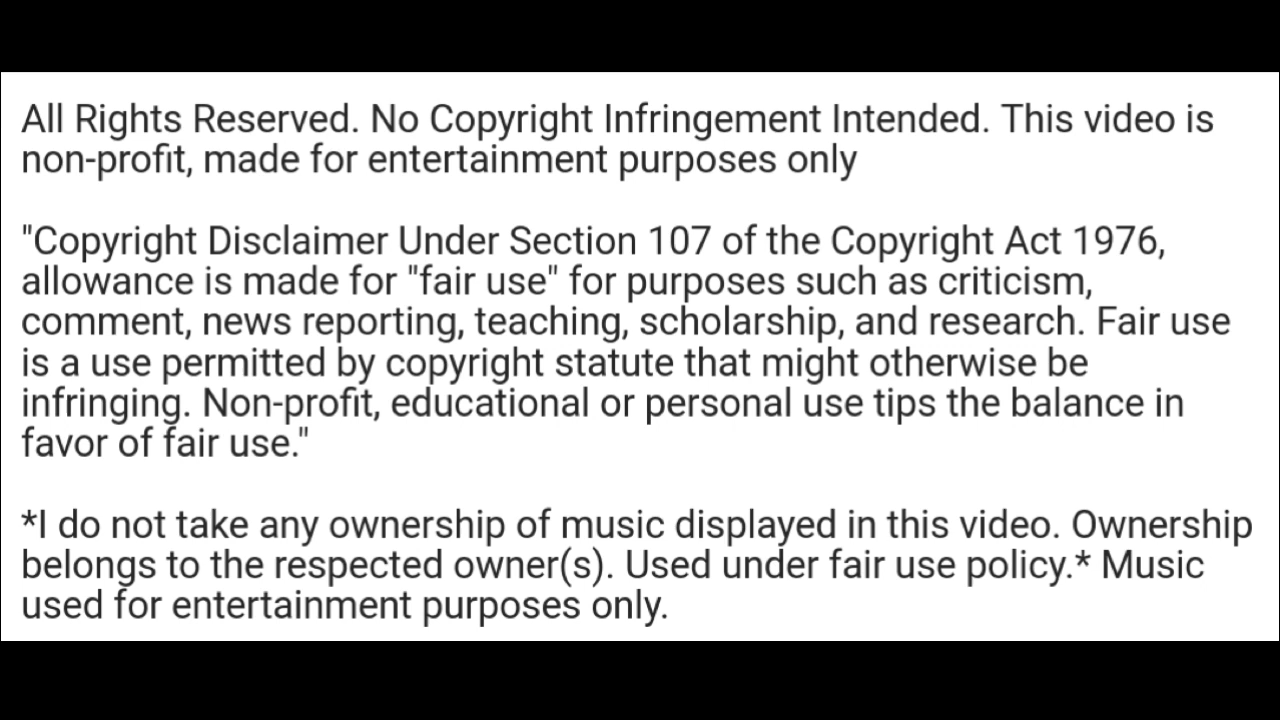 All Rights Reserved. No Copyright Infringement Intended. This video is
non-profit, made for entertainment purposes only
"Copyright Disclaimer Under Section 107 of the Copyright Act 1976,
allowance is made for "fair use" for purposes such as criticism,
comment, news reporting, teaching, scholarship, and research. Fair use
is a use permitted by copyright statute that might otherwise be
infringing. Non-profit, educational or personal use tips the balance in
favor of fair use."
*I do not take any ownership of music displayed in this video. Ownership
belongs to the respected owner(s). Used under fair use policy.* Music
used for entertainment purposes only.